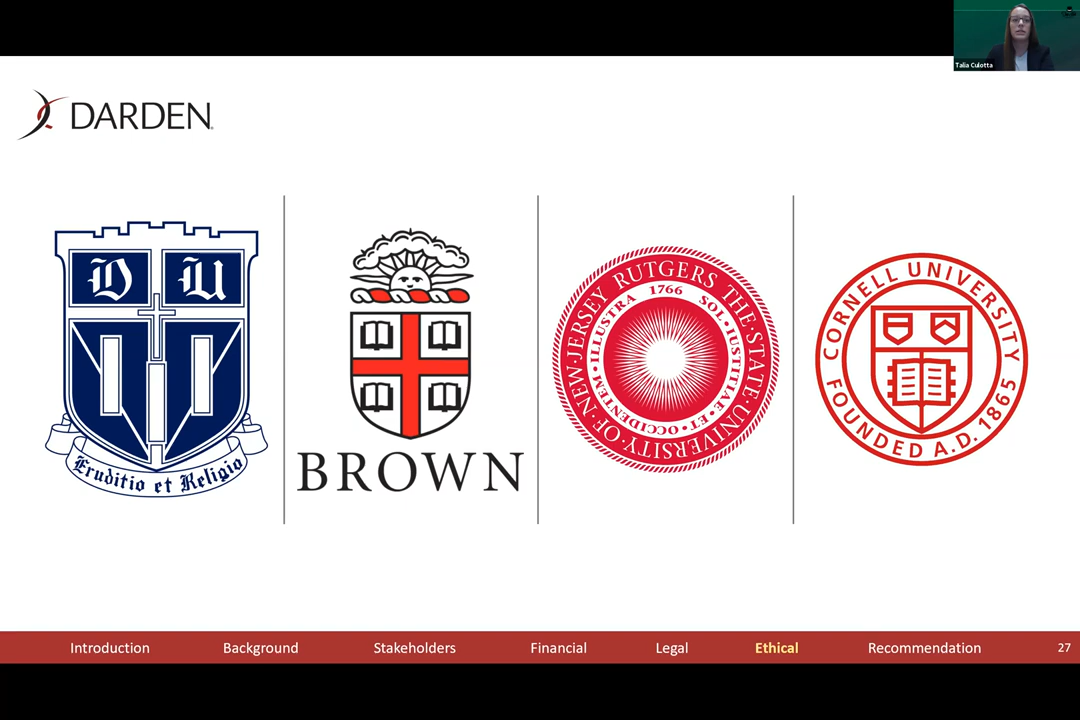 Talia Culotta
DARDEN
D U
Eruditio et Religio
BROWN
RUTGERS THE·STATE·UNIVERSITY·OF·NEW·JERSEY
1766 SOL·IUSTITIAE·ET·OCCIDENTEM·ILLUSTRA
CORNELL UNIVERSITY
FOUNDED A.D. 1865
Introduction Background Stakeholders Financial Legal Ethical Recommendation 27